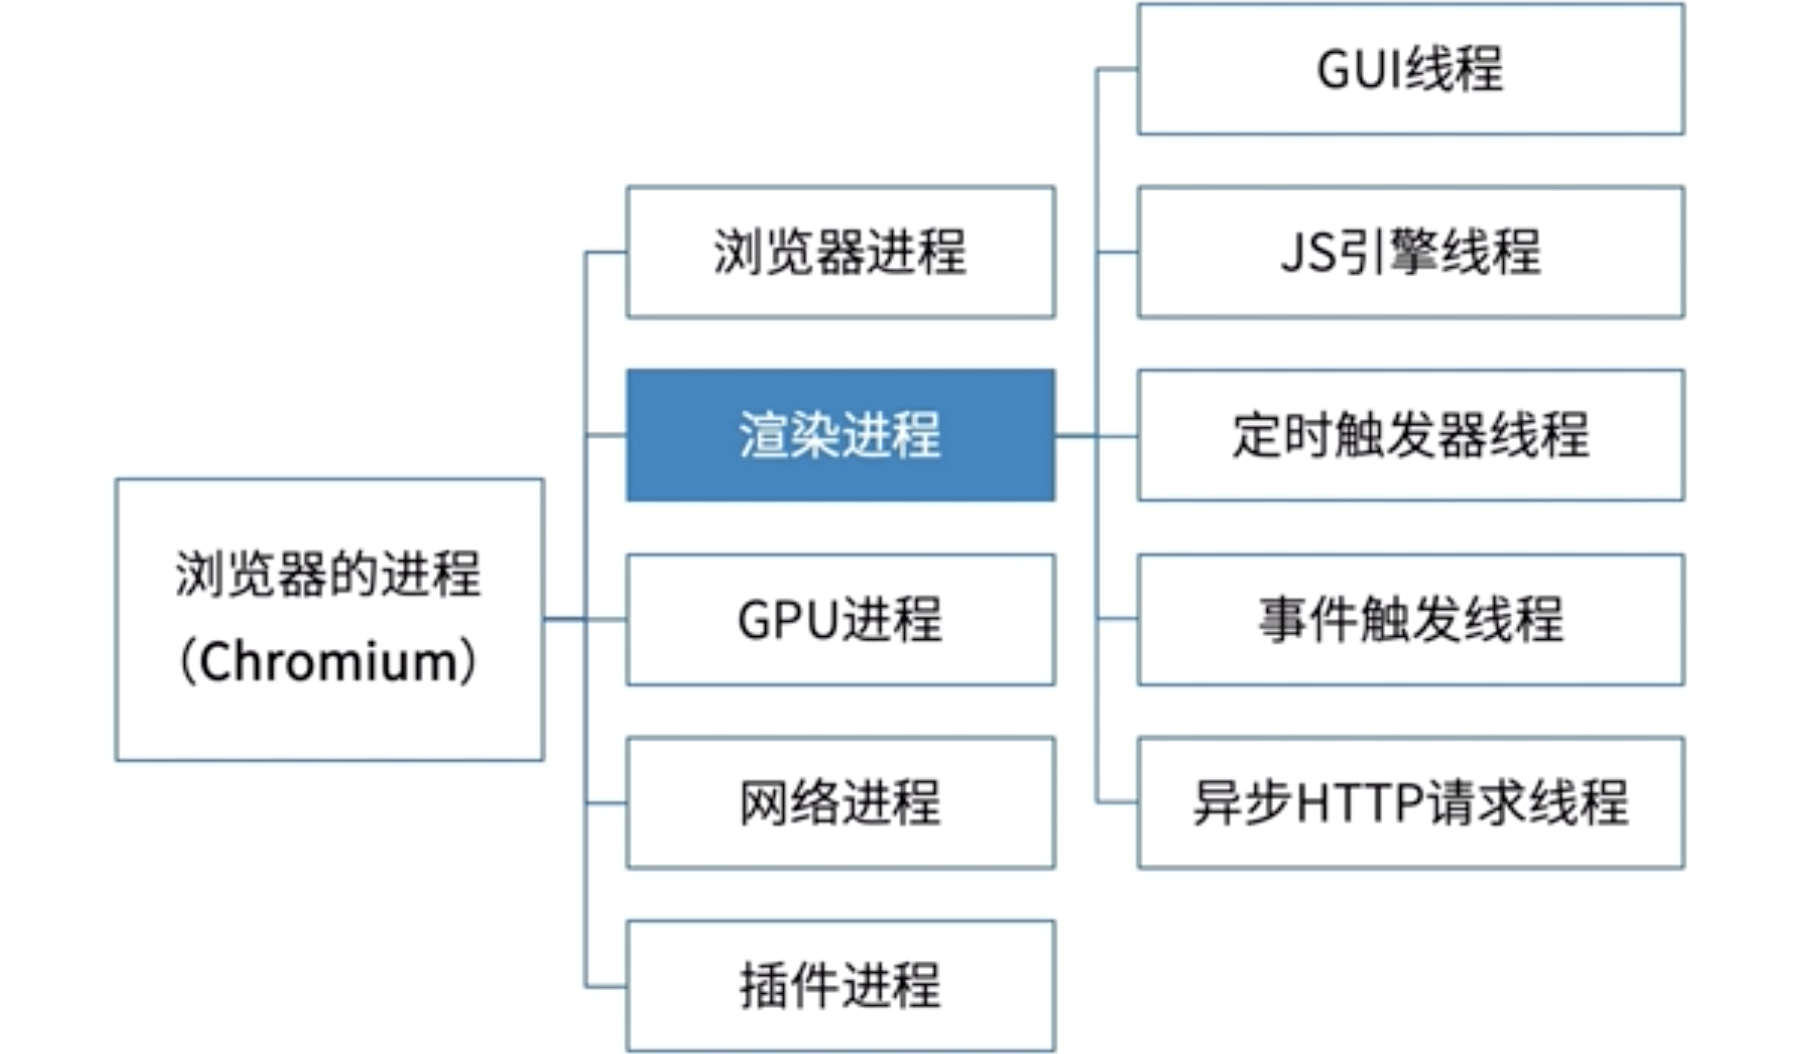 浏览器的进程
（Chromium）
浏览器进程
渲染进程
GPU进程
网络进程
插件进程
GUI线程
JS引擎线程
定时触发器线程
事件触发线程
异步HTTP请求线程